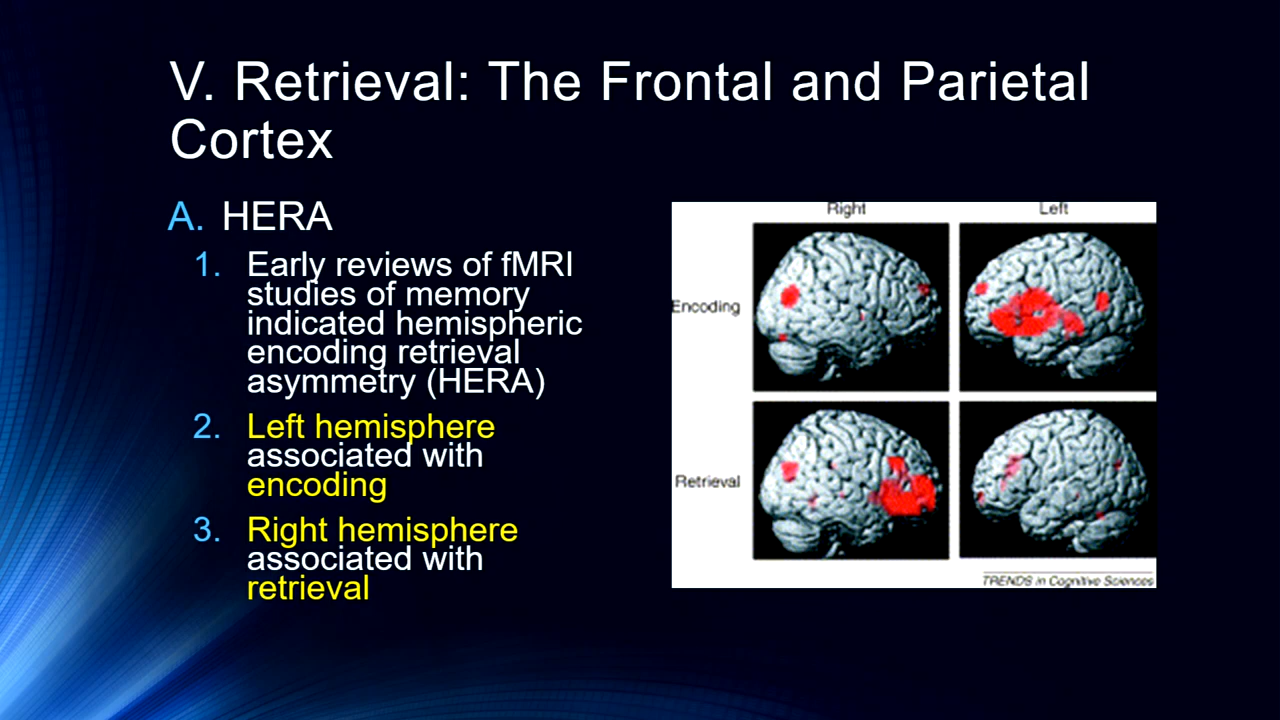 V. Retrieval: The Frontal and Parietal
Cortex
A. HERA
1. Early reviews of fMRI
studies of memory
indicated hemispheric
encoding retrieval
asymmetry (HERA)
2. Left hemisphere
associated with
encoding
3. Right hemisphere
associated with
retrieval
Right Left
Encoding
Retrieval
TRENDS in Cognitive Sciences